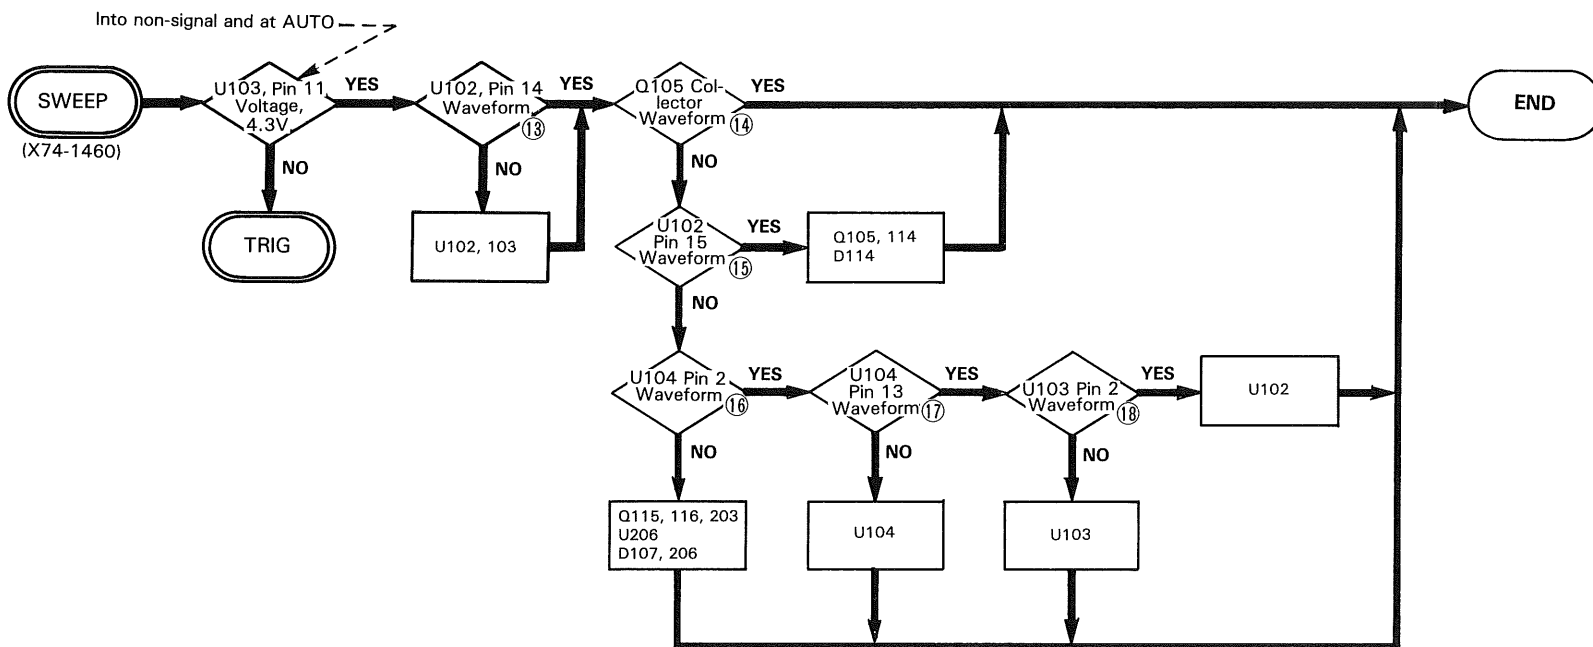 Into non-signal and at AUTO
SWEEP
(X74-1460)
U103, Pin 11
Voltage,
4.3V
YES
NO
TRIG
U102, Pin 14
Waveform
⑬
YES
NO
U102, 103
Q105 Col-
lector
Waveform
⑭
YES
NO
END
U102
Pin 15
Waveform
⑮
YES
NO
Q105, 114
D114
U104 Pin 2
Waveform
⑯
YES
NO
Q115, 116, 203
U206
D107, 206
U104
Pin 13
Waveform
⑰
YES
NO
U104
U103 Pin 2
Waveform
⑱
YES
NO
U103
U102